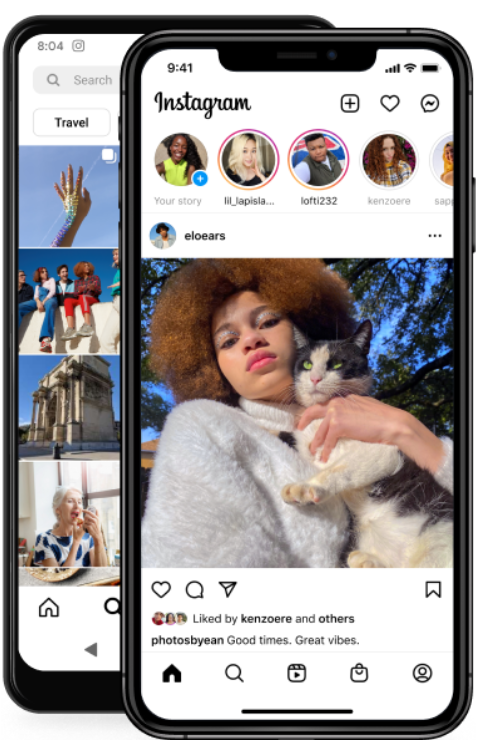 8:04
Search
Travel
9:41
Instagram
Your story
lil_lapisla...
lofti232
kenzoere
sapp
eloears
Liked by kenzoere and others
photosbyean Good times. Great vibes.